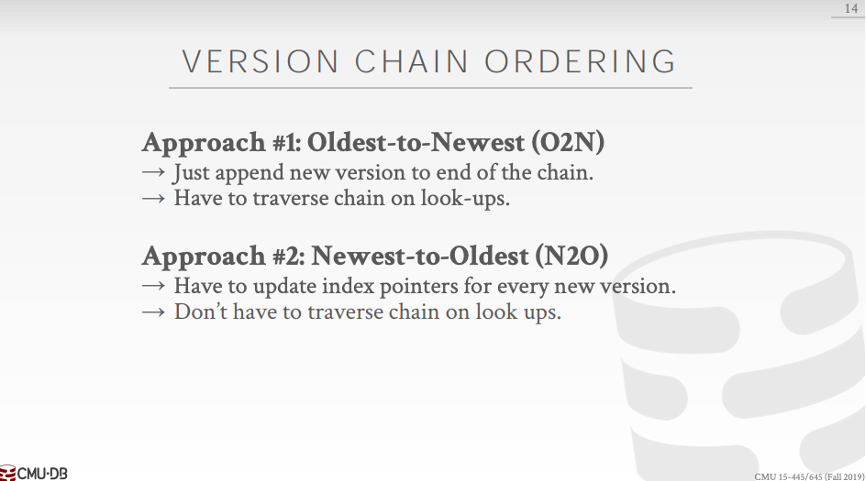 14
VERSION CHAIN ORDERING
Approach #1: Oldest-to-Newest (O2N)
→ Just append new version to end of the chain.
→ Have to traverse chain on look-ups.
Approach #2: Newest-to-Oldest (N2O)
→ Have to update index pointers for every new version.
→ Don’t have to traverse chain on look ups.
CMU·DB
CMU 15-445/645 (Fall 2019)